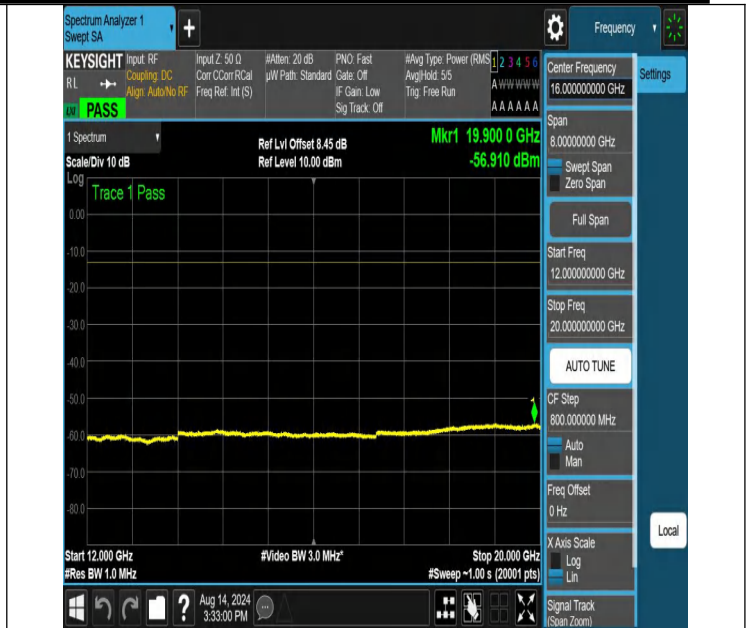 Spectrum Analyzer 1
Swept SA
+
Frequency
KEYSIGHT
RL
PASS
Input: RF
Coupling: DC
Align: Auto/No RF
Input Z: 50 Ω
Corr CCorr RCal
Freq Ref: Int (S)
#Atten: 20 dB
µW Path: Standard
PNO: Fast
Gate: Off
IF Gain: Low
Sig Track: Off
#Avg Type: Power (RMS
Avg|Hold: 5/5
Trig: Free Run
1 2 3 4 5 6
A W W W W W
A A A A A A
1 Spectrum
Scale/Div 10 dB
Log
Ref Lvl Offset 8.45 dB
Ref Level 10.00 dBm
Mkr1 19.900 0 GHz
-56.910 dBm
Trace 1 Pass
0.00
-10.0
-20.0
-30.0
-40.0
-50.0
-60.0
-70.0
-80.0
1
Start 12.000 GHz
#Res BW 1.0 MHz
#Video BW 3.0 MHz*
Stop 20.000 GHz
#Sweep ~1.00 s (20001 pts)
?
Aug 14, 2024
3:33:00 PM
Center Frequency
16.000000000 GHz
Settings
Span
8.00000000 GHz
Swept Span
Zero Span
Full Span
Start Freq
12.000000000 GHz
Stop Freq
20.000000000 GHz
AUTO TUNE
CF Step
800.000000 MHz
Auto
Man
Freq Offset
0 Hz
X Axis Scale
Log
Lin
Local
Signal Track
(Span Zoom)